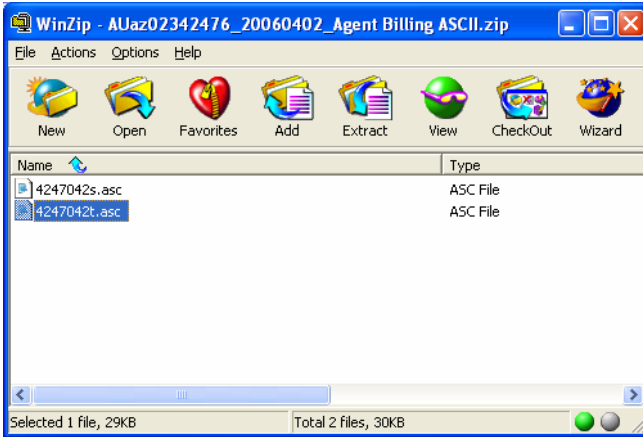 WinZip - AUaz02342476_20060402_Agent Billing ASCII.zip
File Actions Options Help
New Open Favorites Add Extract View CheckOut Wizard
Name Type
4247042s.asc ASC File
4247042t.asc ASC File
Selected 1 file, 29KB Total 2 files, 30KB